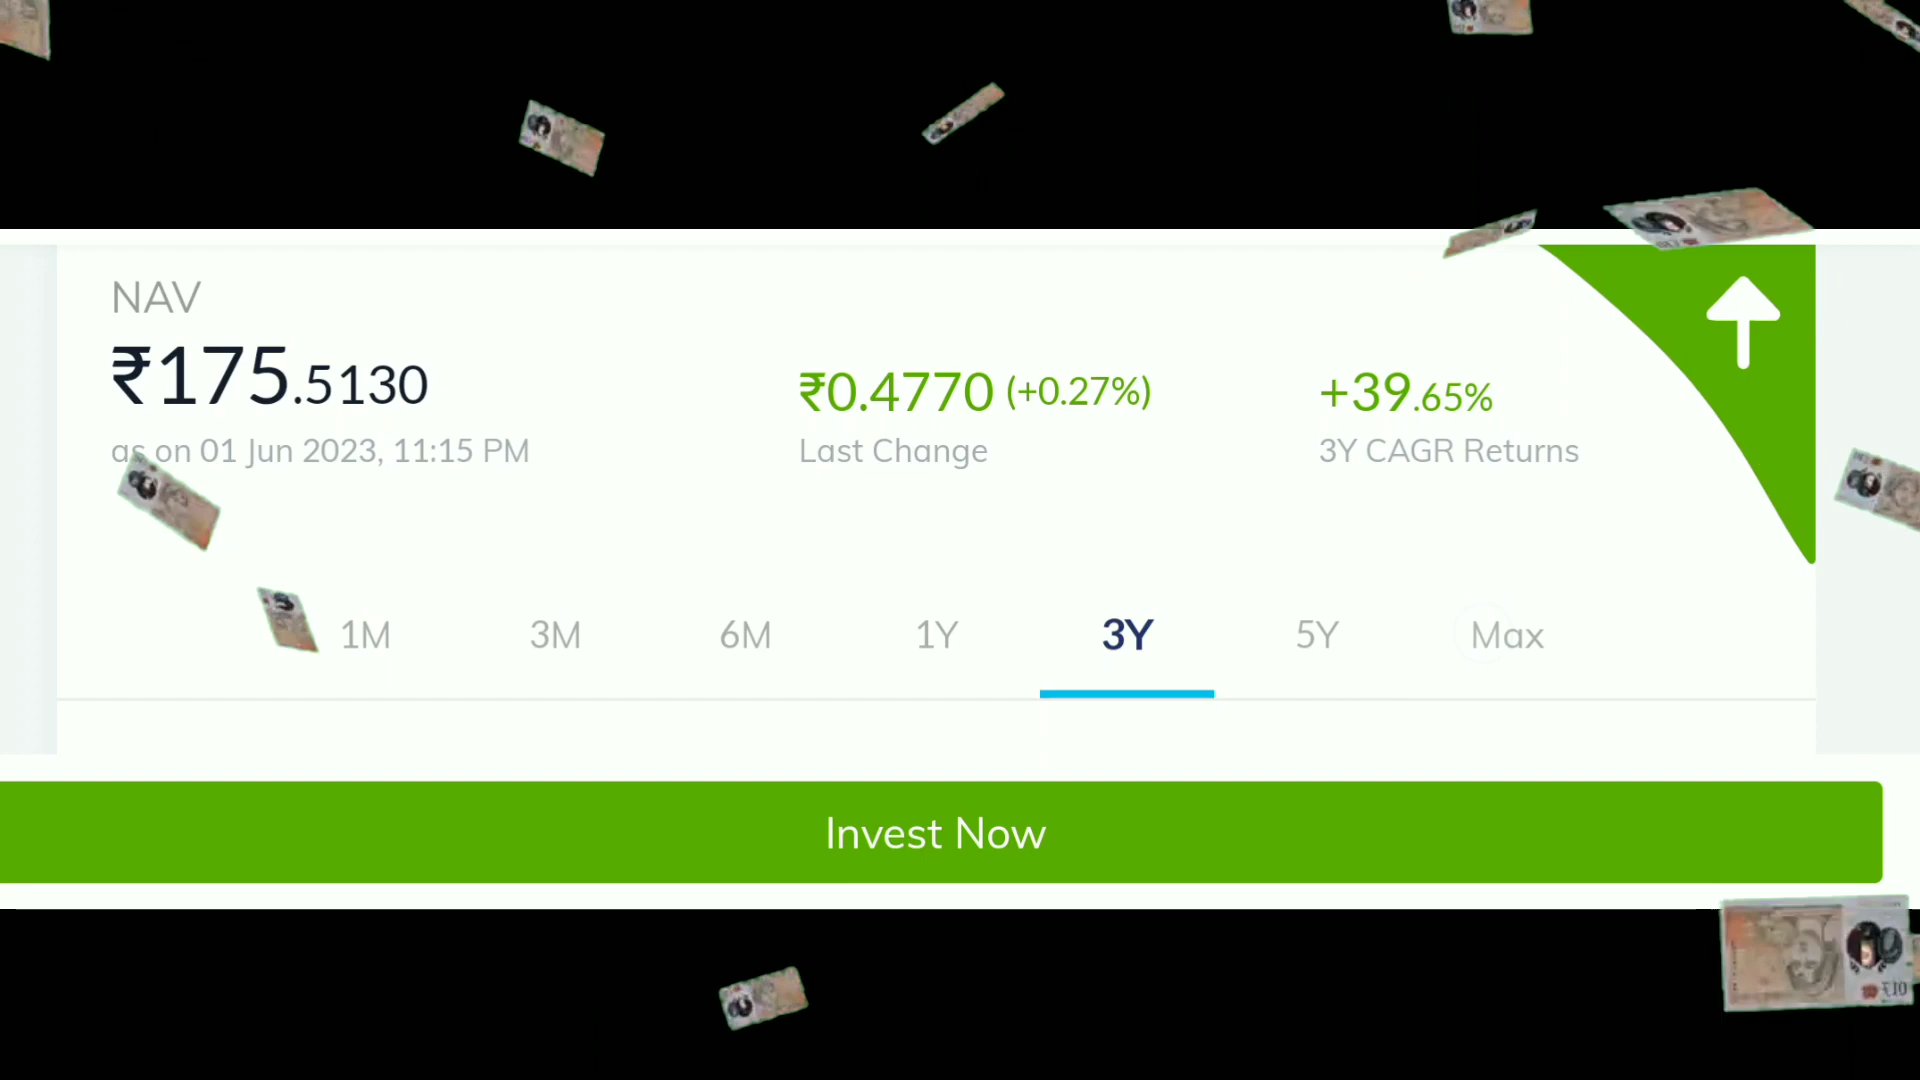 NAV
₹175.5130
as on 01 Jun 2023, 11:15 PM
₹0.4770 (+0.27%)
Last Change
+39.65%
3Y CAGR Returns
1M 3M 6M 1Y 3Y 5Y Max
Invest Now
₹10